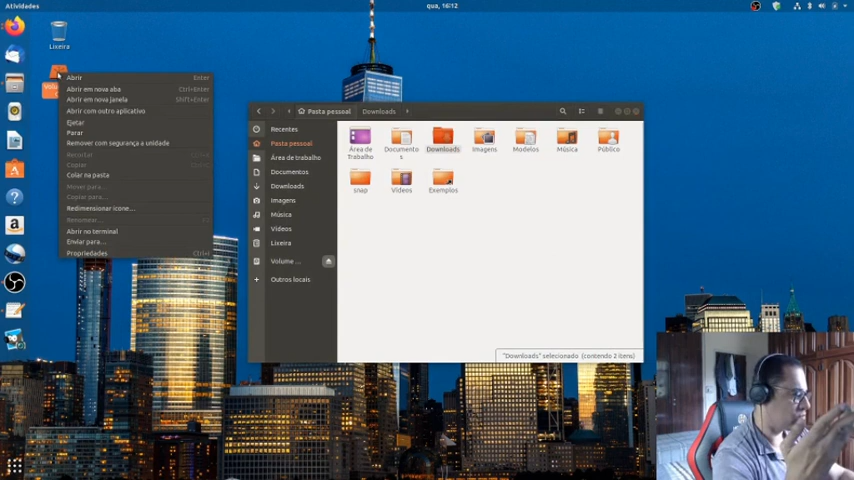 Atividades
qua, 16:12
Lixeira
Abrir Enter
Abrir em nova aba Ctrl+Enter
Abrir em nova janela Shift+Enter
Abrir com outro aplicativo
Ejetar
Parar
Remover com segurança a unidade
Recortar
Copiar
Colar na pasta
Mover para...
Copiar para...
Redimensionar ícone...
Renomear...
Abrir no terminal
Enviar para...
Propriedades Ctrl+I
Pasta pessoal
Downloads
Recentes
Pasta pessoal
Área de trabalho
Documentos
Downloads
Imagens
Música
Vídeos
Lixeira
Volume ...
Outros locais
Área de
Trabalho
Documento
s
Downloads
Imagens
Modelos
Música
Público
snap
Vídeos
Exemplos
"Downloads" selecionado (contendo 2 itens)